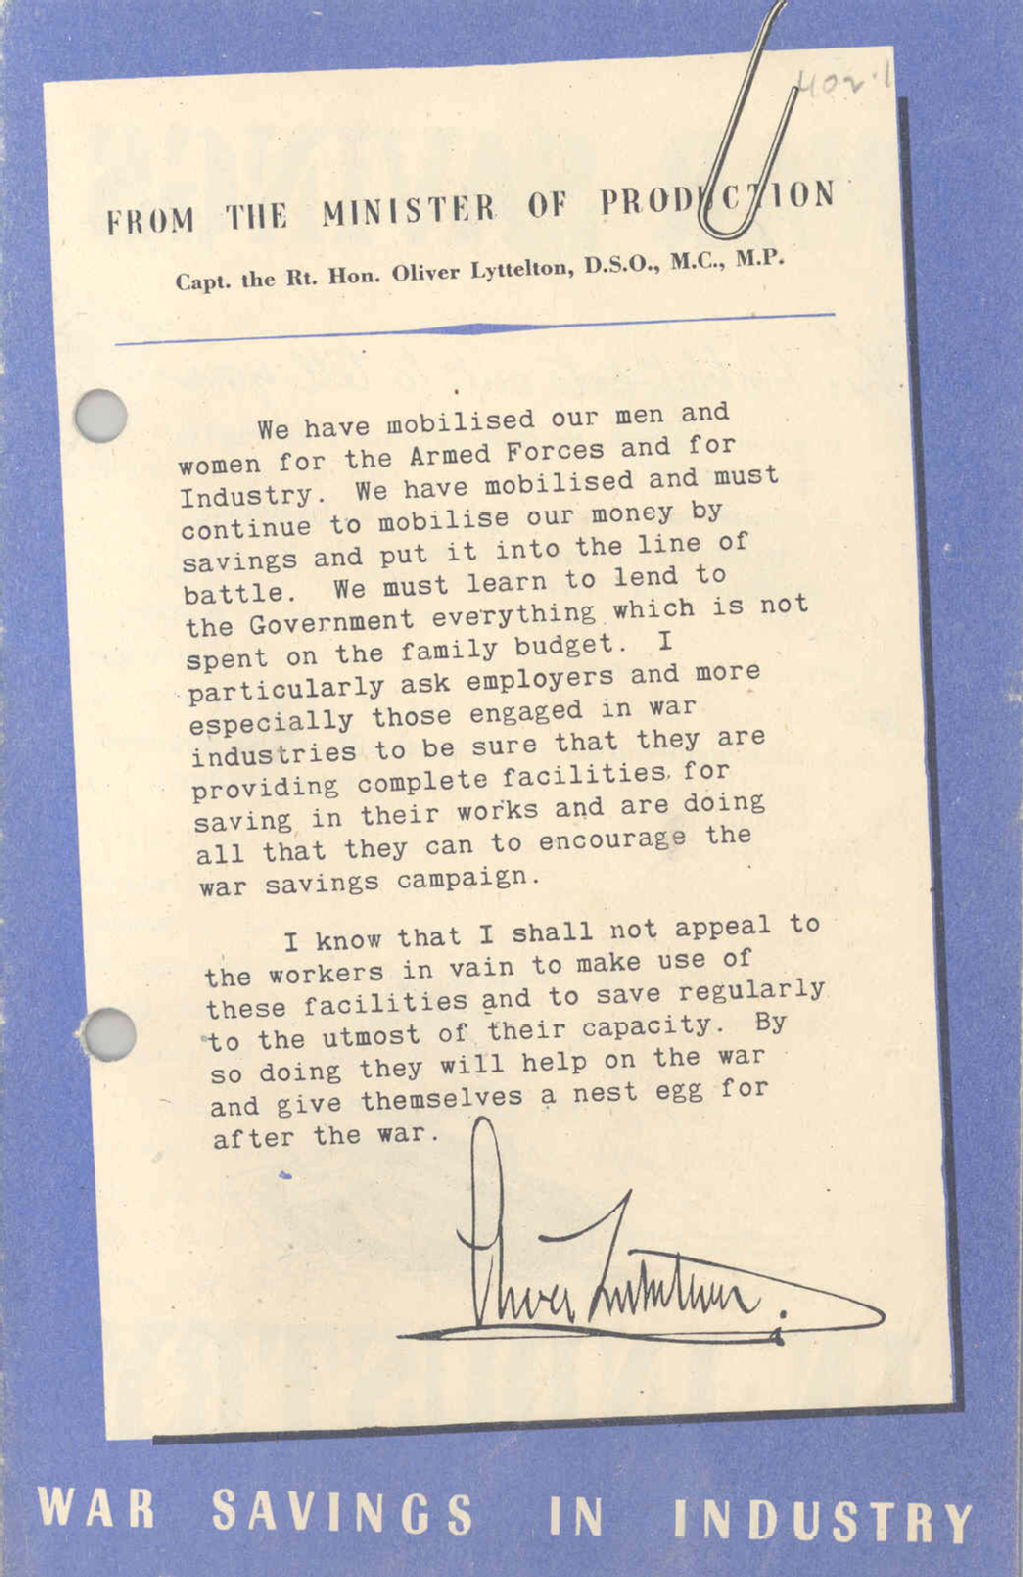 402.1
FROM THE MINISTER OF PRODUCTION
Capt. the Rt. Hon. Oliver Lyttelton, D.S.O., M.C., M.P.
We have mobilised our men and
women for the Armed Forces and for
Industry. We have mobilised and must
continue to mobilise our money by
savings and put it into the line of
battle. We must learn to lend to
the Government everything which is not
spent on the family budget. I
particularly ask employers and more
especially those engaged in war
industries to be sure that they are
providing complete facilities for
saving in their works and are doing
all that they can to encourage the
war savings campaign.
I know that I shall not appeal to
the workers in vain to make use of
these facilities and to save regularly
to the utmost of their capacity. By
so doing they will help on the war
and give themselves a nest egg for
after the war.
Oliver Lyttelton.
WAR SAVINGS IN INDUSTRY